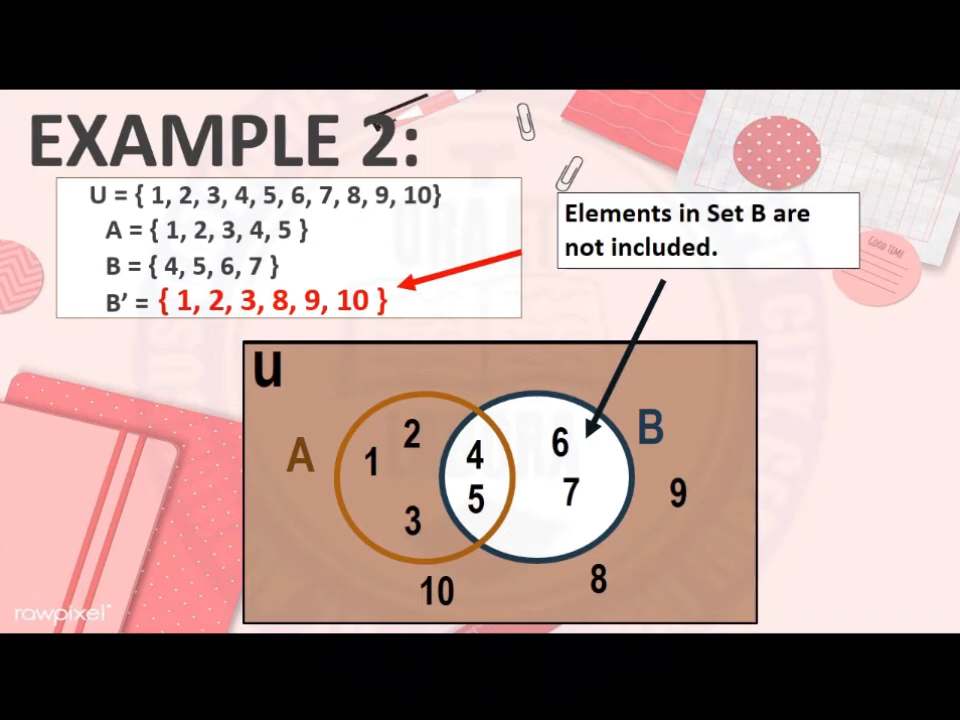 EXAMPLE 2:
U = { 1, 2, 3, 4, 5, 6, 7, 8, 9, 10}
A = { 1, 2, 3, 4, 5 }
B = { 4, 5, 6, 7 }
B’ = { 1, 2, 3, 8, 9, 10 }
Elements in Set B are
not included.
GOOD TIME!
u
A
B
1
2
3
4
5
6
7
9
10
8
rawpixel